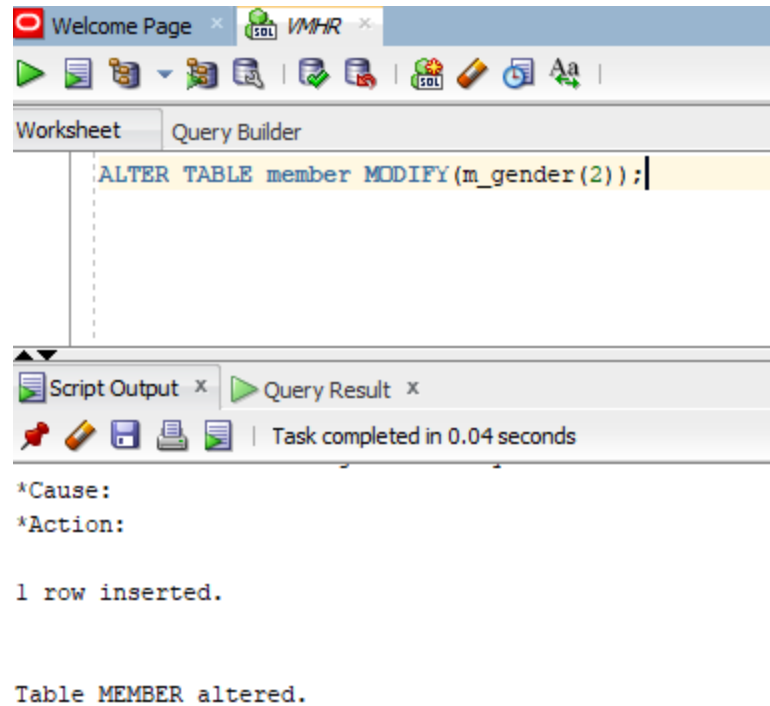 Welcome Page VMHR
Worksheet Query Builder
ALTER TABLE member MODIFY(m_gender(2));
Script Output x Query Result x
Task completed in 0.04 seconds
*Cause:
*Action:
1 row inserted.
Table MEMBER altered.